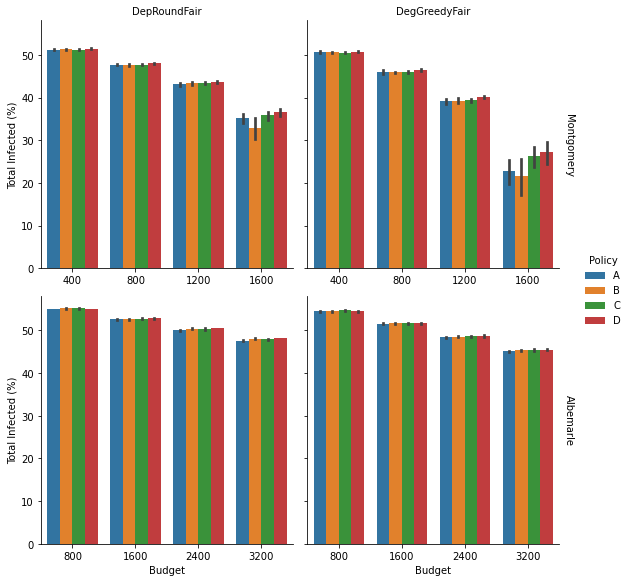 DepRoundFair
DegGreedyFair
50
40
30
20
10
0
Total Infected (%)
400 800 1200 1600
400 800 1200 1600
Montgomery
Policy
A
B
C
D
50
40
30
20
10
0
Total Infected (%)
800 1600 2400 3200
Budget
800 1600 2400 3200
Budget
Albemarle